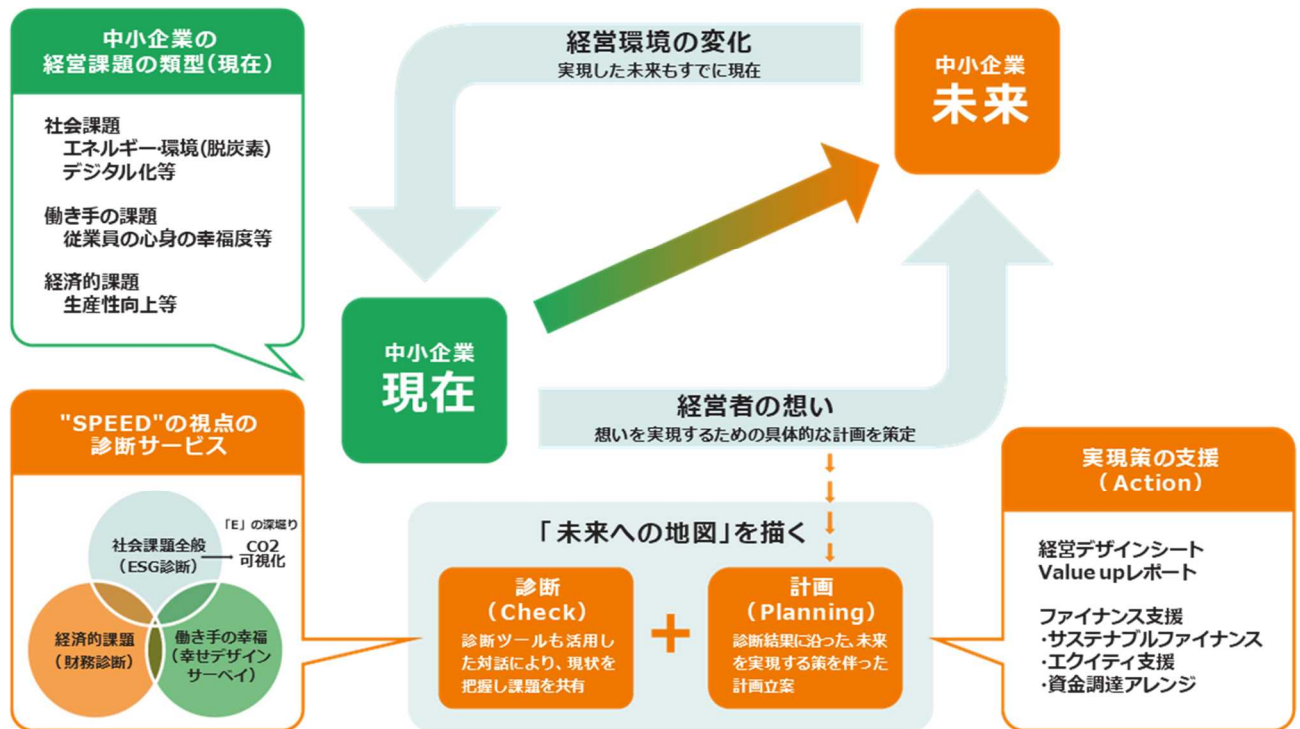 中小企業の
経営課題の類型(現在)
社会課題
エネルギー・環境(脱炭素)
デジタル化等
働き手の課題
従業員の心身の幸福度等
経済的課題
生産性向上等
経営環境の変化
実現した未来もすでに現在
中小企業
未来
中小企業
現在
経営者の想い
想いを実現するための具体的な計画を策定
"SPEED"の視点の
診断サービス
社会課題全般
(ESG診断)
「E」の深堀り
CO2
可視化
経済的課題
(財務診断)
働き手の幸福
(幸せデザイン
サーベイ)
「未来への地図」を描く
診断
(Check)
診断ツールも活用し
た対話により、現状を
把握し課題を共有
+
計画
(Planning)
診断結果に沿った、未来
を実現する策を伴った
計画立案
実現策の支援
(Action)
経営デザインシート
Value upレポート
ファイナンス支援
・サステナブルファイナンス
・エクイティ支援
・資金調達アレンジ